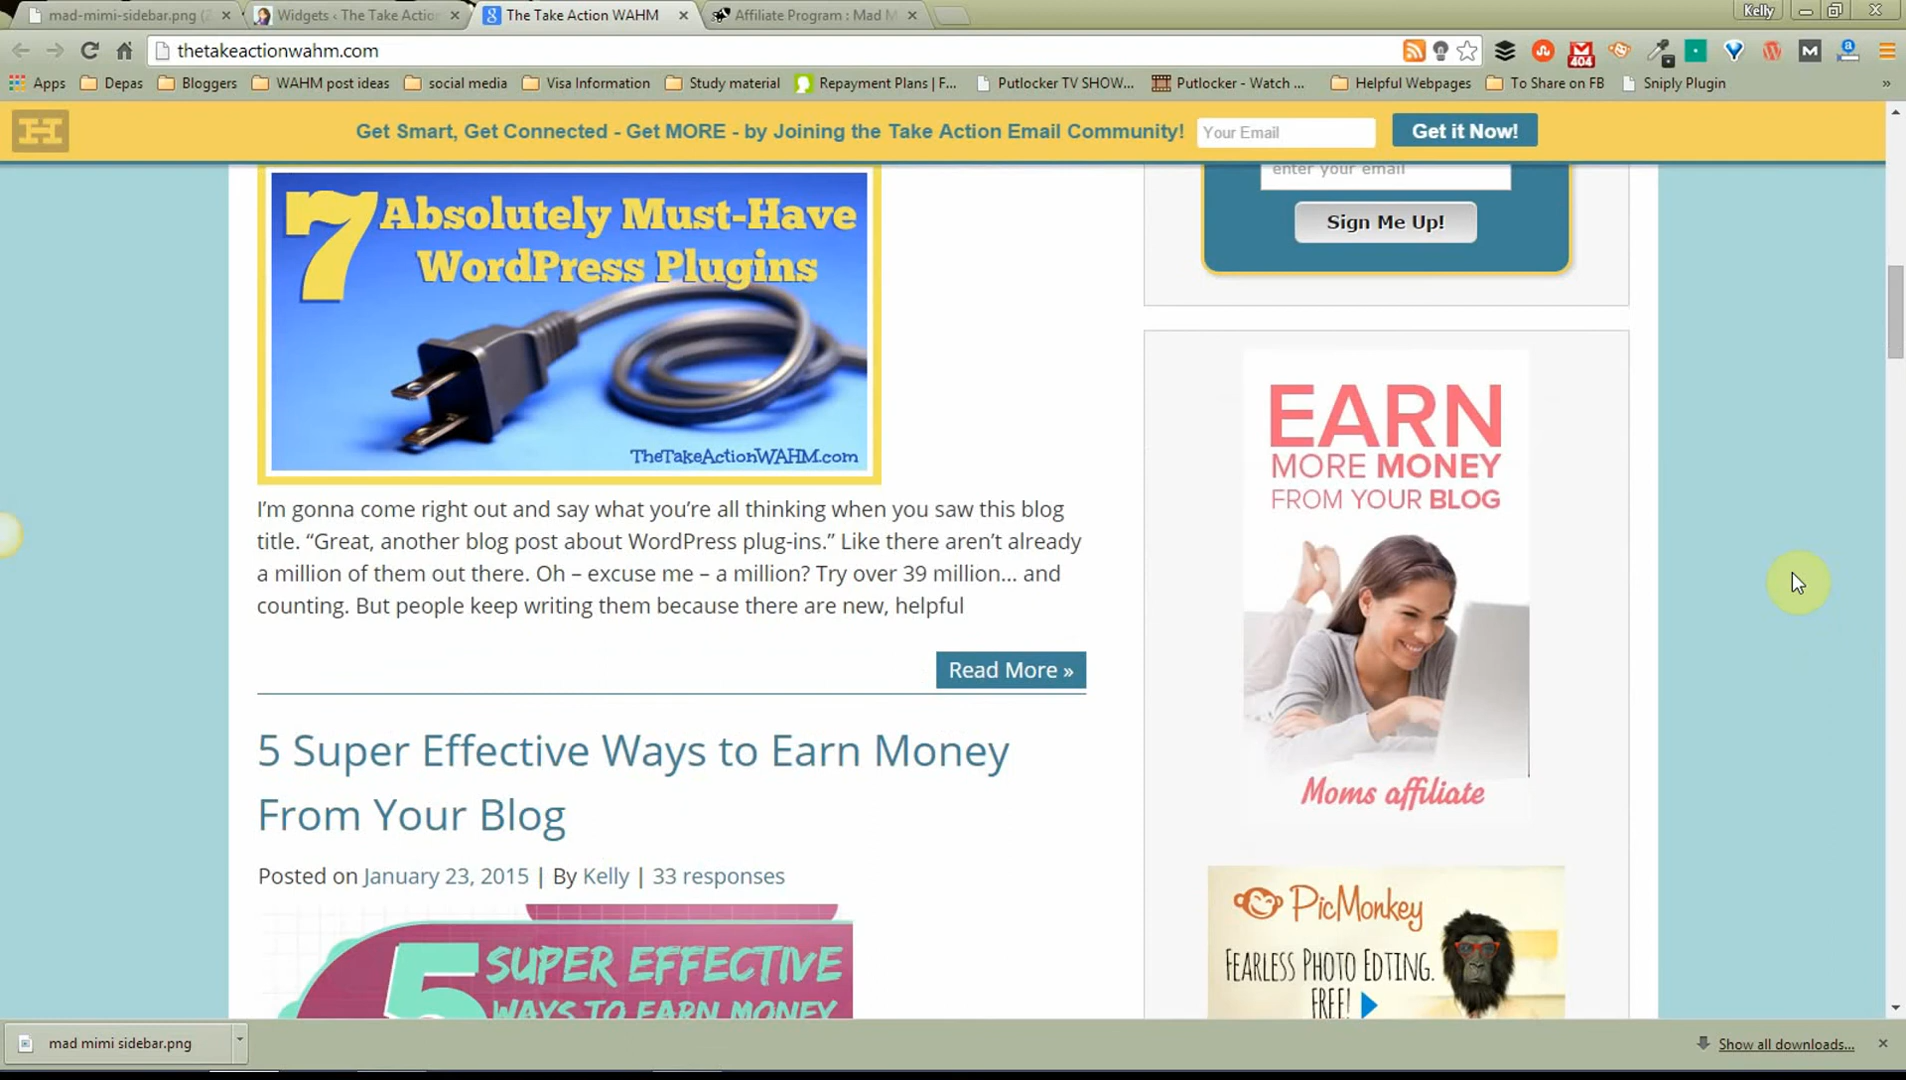 mad-mimi-sidebar.png (2
Widgets ‹ The Take Actio
The Take Action WAHM
Affiliate Program : Mad M
Kelly
thetakeactionwahm.com
404
Apps
Depas
Bloggers
WAHM post ideas
social media
Visa Information
Study material
Repayment Plans | F...
Putlocker TV SHOW...
Putlocker - Watch ...
Helpful Webpages
To Share on FB
Sniply Plugin
»
Get Smart, Get Connected - Get MORE - by Joining the Take Action Email Community!
Your Email
Get it Now!
7 Absolutely Must-Have
WordPress Plugins
TheTakeActionWAHM.com
I'm gonna come right out and say what you're all thinking when you saw this blog
title. “Great, another blog post about WordPress plug-ins.” Like there aren't already
a million of them out there. Oh – excuse me – a million? Try over 39 million… and
counting. But people keep writing them because there are new, helpful
Read More »
5 Super Effective Ways to Earn Money
From Your Blog
Posted on January 23, 2015 | By Kelly | 33 responses
5 SUPER EFFECTIVE
WAYS TO EARN MONEY
enter your email
Sign Me Up!
EARN
MORE MONEY
FROM YOUR BLOG
Moms affiliate
PicMonkey
FEARLESS PHOTO EDTING.
FREE!
mad mimi sidebar.png
Show all downloads...